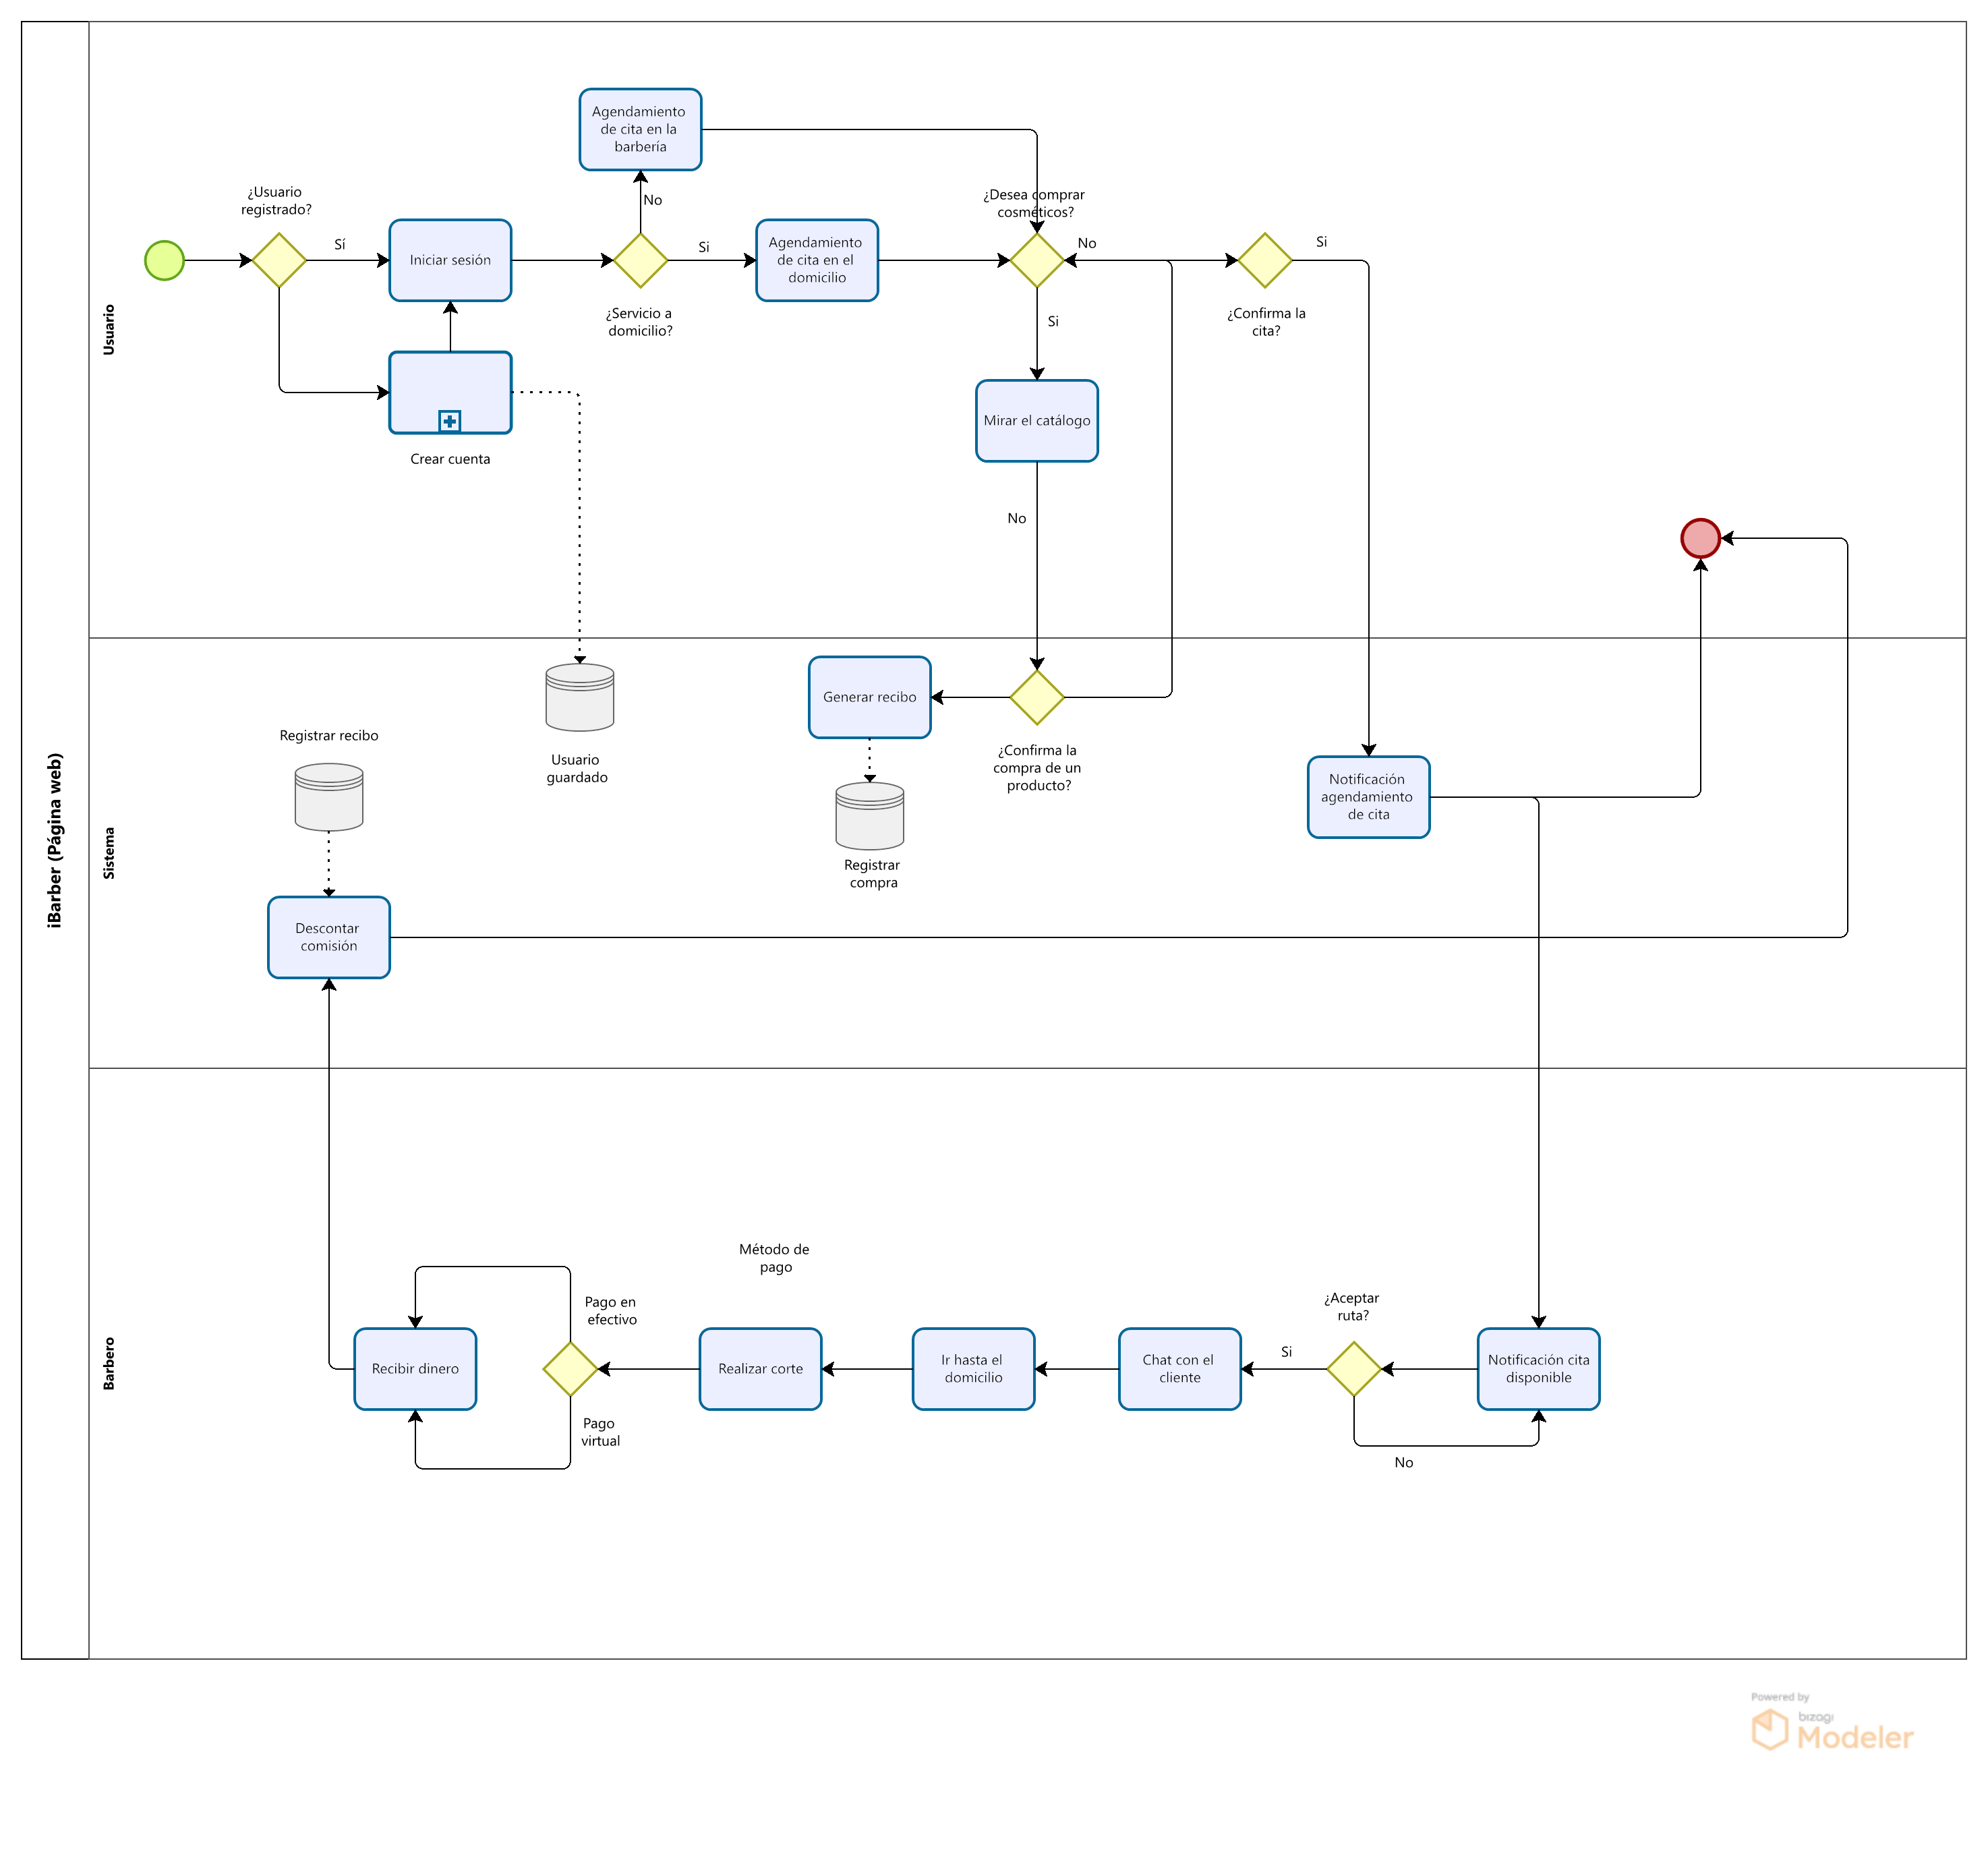 iBarber (Página web)
Usuario
Agendamiento
de cita en la
barbería
¿Usuario
registrado?
Sí
Iniciar sesión
No
Si
¿Servicio a
domicilio?
Agendamiento
de cita en el
domicilio
¿Desea comprar
cosméticos?
No
Si
Si
¿Confirma la
cita?
Mirar el catálogo
Crear cuenta
No
Sistema
Generar recibo
Registrar recibo
Usuario
guardado
¿Confirma la
compra de un
producto?
Notificación
agendamiento
de cita
Registrar
compra
Descontar
comisión
Barbero
Método de
pago
Pago en
efectivo
¿Aceptar
ruta?
Recibir dinero
Realizar corte
Ir hasta el
domicilio
Chat con el
cliente
Si
Notificación cita
disponible
Pago
virtual
No
Powered by
bizagi
Modeler